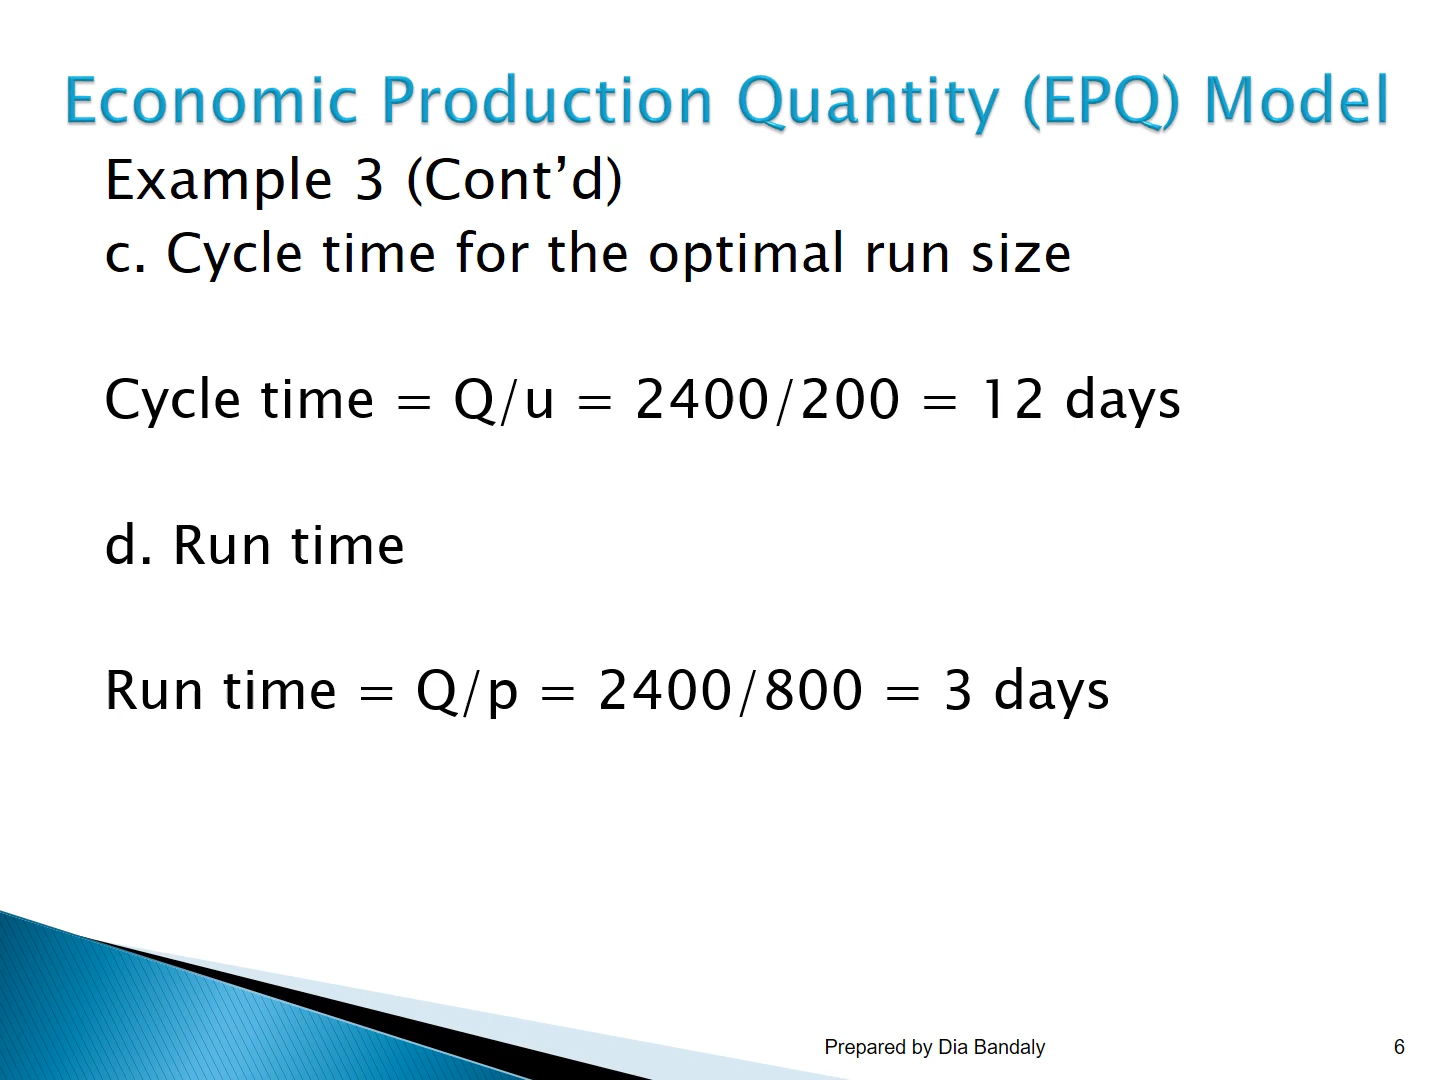 Economic Production Quantity (EPQ) Model
Example 3 (Cont’d)
c. Cycle time for the optimal run size
Cycle time = Q/u = 2400/200 = 12 days
d. Run time
Run time = Q/p = 2400/800 = 3 days
Prepared by Dia Bandaly
6